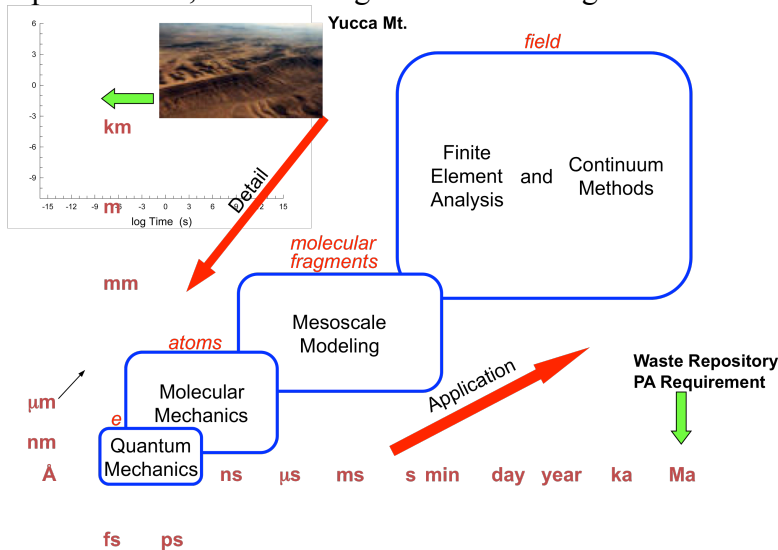 Yucca Mt.
field
6
3
0
-3
-6
-9
-15 -12 -9 -6 -3 0 3 6 9 12 15
log Time (s)
km
m
mm
µm
nm
Å
Detail
Finite
Element
Analysis
and
Continuum
Methods
molecular
fragments
Mesoscale
Modeling
atoms
Molecular
Mechanics
e
Quantum
Mechanics
Application
Waste Repository
PA Requirement
ns µs ms s min day year ka Ma
fs ps